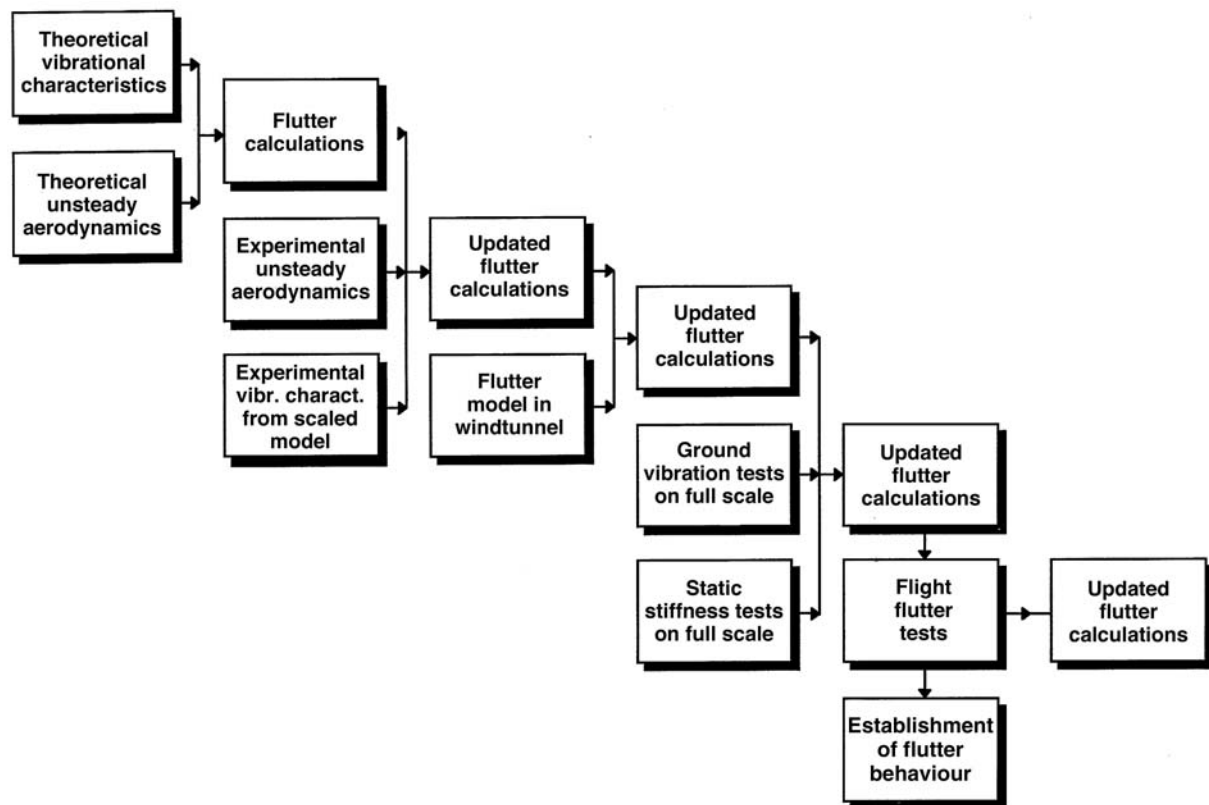 Theoretical
vibrational
characteristics
Theoretical
unsteady
aerodynamics
Flutter
calculations
Experimental
unsteady
aerodynamics
Experimental
vibr. charact.
from scaled
model
Updated
flutter
calculations
Flutter
model in
windtunnel
Updated
flutter
calculations
Ground
vibration tests
on full scale
Static
stiffness tests
on full scale
Updated
flutter
calculations
Flight
flutter
tests
Updated
flutter
calculations
Establishment
of flutter
behaviour